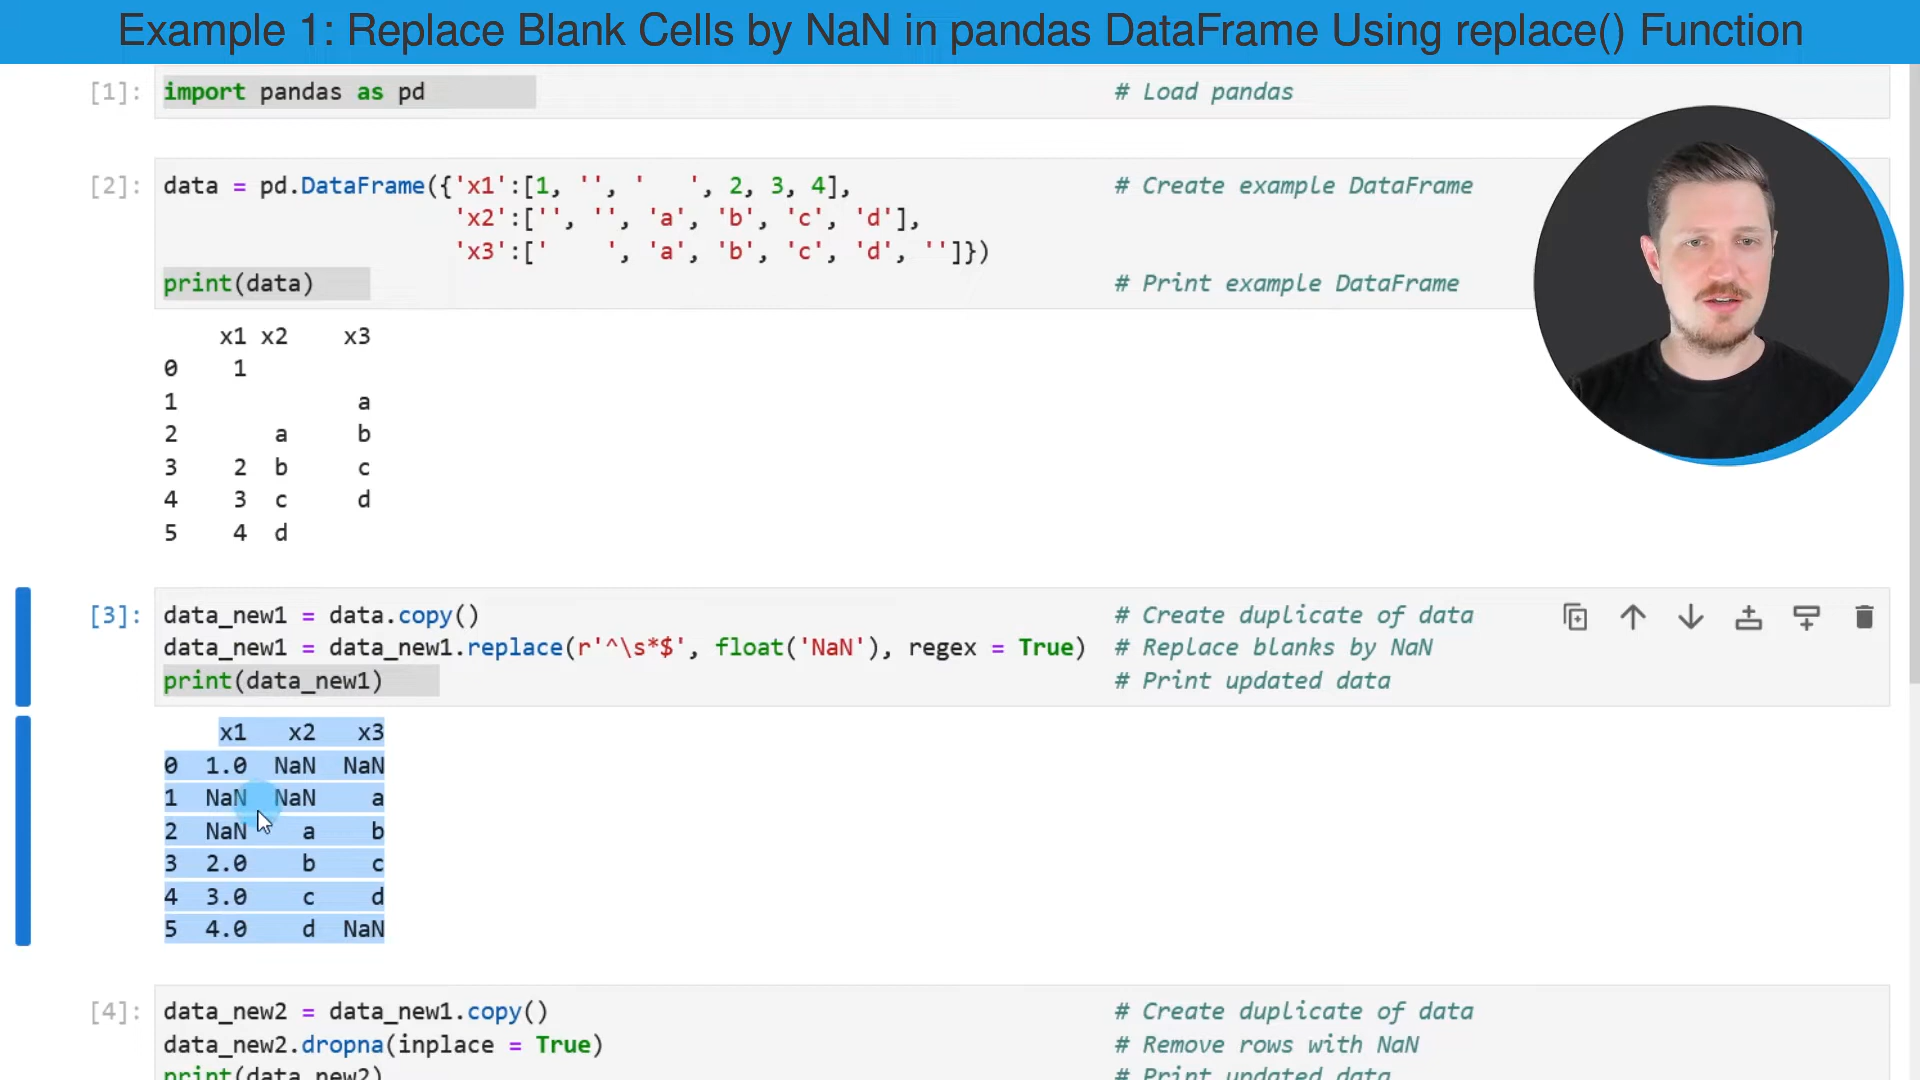 Example 1: Replace Blank Cells by NaN in pandas DataFrame Using replace() Function
[1]: import pandas as pd # Load pandas
[2]: data = pd.DataFrame({'x1':[1, '', '   ', 2, 3, 4], # Create example DataFrame
'x2':['', '', 'a', 'b', 'c', 'd'],
'x3':['    ', 'a', 'b', 'c', 'd', '']})
print(data) # Print example DataFrame
x1 x2 x3
0 1
1 a
2 a b
3 2 b c
4 3 c d
5 4 d
[3]: data_new1 = data.copy() # Create duplicate of data
data_new1 = data_new1.replace(r'^\s*$', float('NaN'), regex = True) # Replace blanks by NaN
print(data_new1) # Print updated data
x1 x2 x3
0 1.0 NaN NaN
1 NaN NaN a
2 NaN a b
3 2.0 b c
4 3.0 c d
5 4.0 d NaN
[4]: data_new2 = data_new1.copy() # Create duplicate of data
data_new2.dropna(inplace = True) # Remove rows with NaN
print(data_new2) # Print updated data